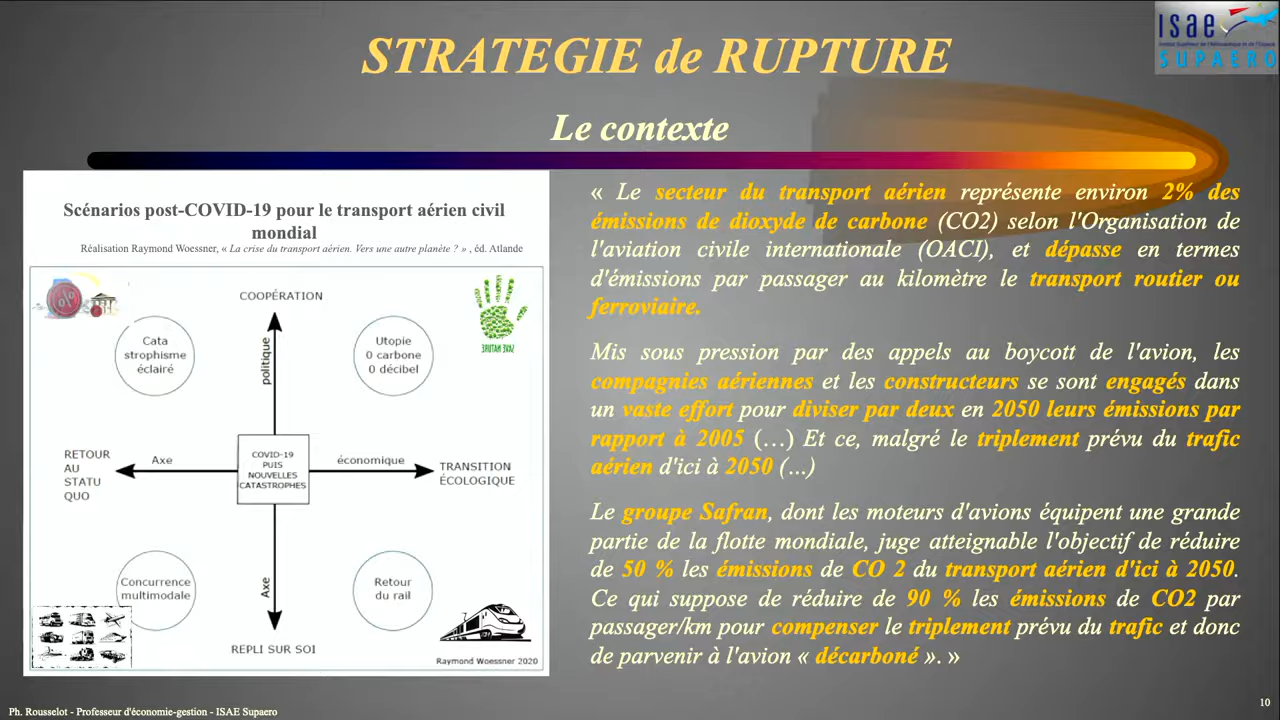 ISAE
Institut Supérieur de l'Aéronautique et de l'Espace
SUPAERO
STRATEGIE de RUPTURE
Le contexte
Scénarios post-COVID-19 pour le transport aérien civil
mondial
Réalisation Raymond Woessner, « La crise du transport aérien. Vers une autre planète ? » , éd. Atlande
%
COOPÉRATION
Cata
strophisme
éclairé
politique
Utopie
0 carbone
0 décibel
SAVE NATURE
RETOUR
AU
STATU
QUO
Axe
COVID-19
PUIS
NOUVELLES
CATASTROPHES
économique
TRANSITION
ÉCOLOGIQUE
Concurrence
multimodale
Axe
Retour
du rail
REPLI SUR SOI
Raymond Woessner 2020
« Le secteur du transport aérien représente environ 2% des
émissions de dioxyde de carbone (CO2) selon l'Organisation de
l'aviation civile internationale (OACI), et dépasse en termes
d'émissions par passager au kilomètre le transport routier ou
ferroviaire.
Mis sous pression par des appels au boycott de l'avion, les
compagnies aériennes et les constructeurs se sont engagés dans
un vaste effort pour diviser par deux en 2050 leurs émissions par
rapport à 2005 (…) Et ce, malgré le triplement prévu du trafic
aérien d'ici à 2050 (...)
Le groupe Safran, dont les moteurs d'avions équipent une grande
partie de la flotte mondiale, juge atteignable l'objectif de réduire
de 50 % les émissions de CO 2 du transport aérien d'ici à 2050.
Ce qui suppose de réduire de 90 % les émissions de CO2 par
passager/km pour compenser le triplement prévu du trafic et donc
de parvenir à l'avion « décarboné ». »
Ph. Rousselot - Professeur d'économie-gestion - ISAE Supaero
10